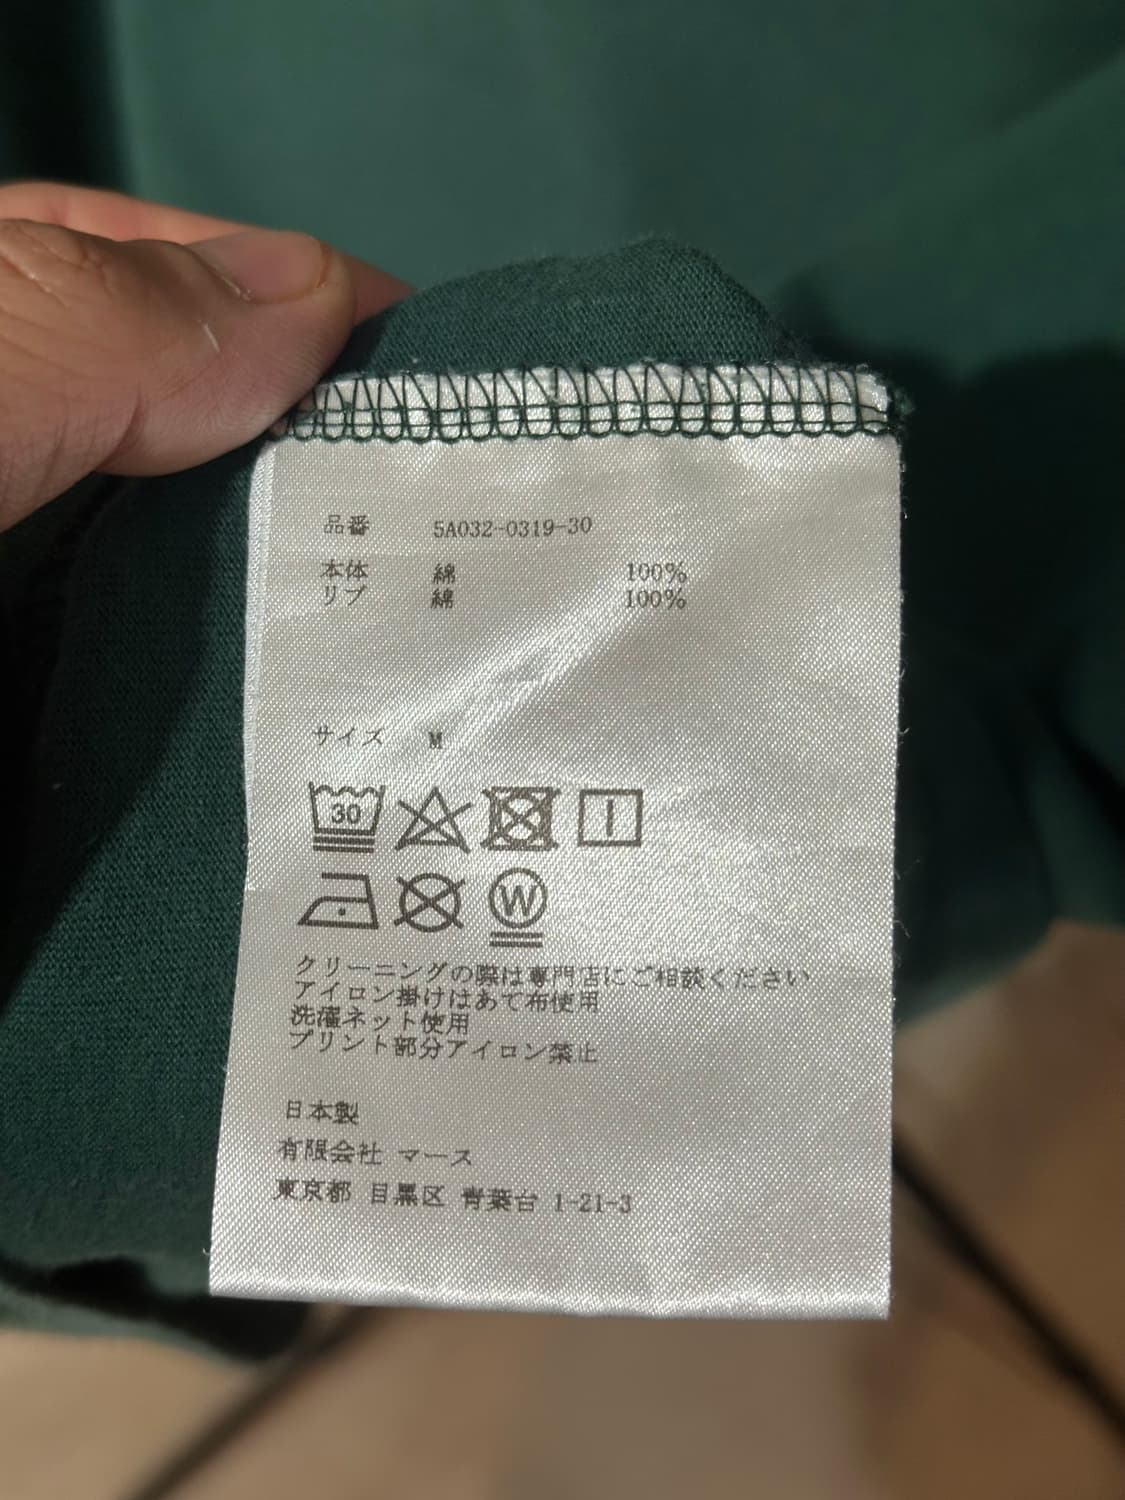 品番 5A032-0319-30
本体 綿 100%
リブ 綿 100%
サイズ M
30
W
クリーニングの際は専門店にご相談ください
アイロン掛けはあて布使用
洗濯ネット使用
プリント部分アイロン禁止
日本製
有限会社 マース
東京都 目黒区 青葉台 1-21-3